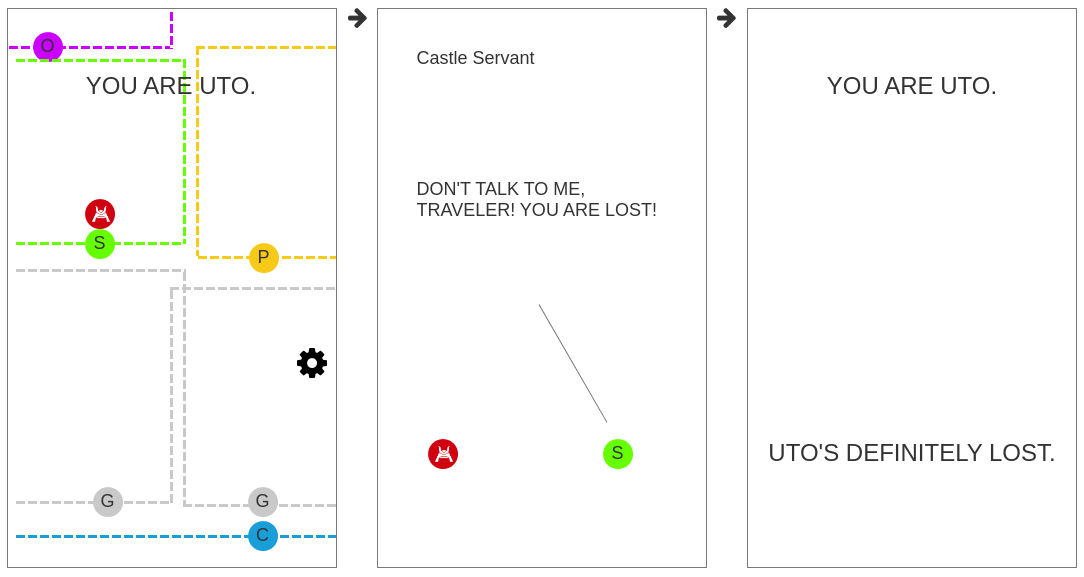 O
YOU ARE UTO.
S
P
G
G
C
Castle Servant
DON'T TALK TO ME,
TRAVELER! YOU ARE LOST!
S
YOU ARE UTO.
UTO'S DEFINITELY LOST.